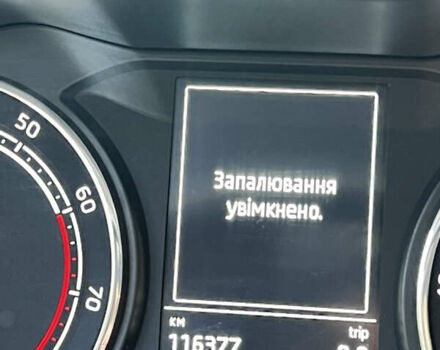 50
60
70
Запалювання
увімкнено.
км trip
116377